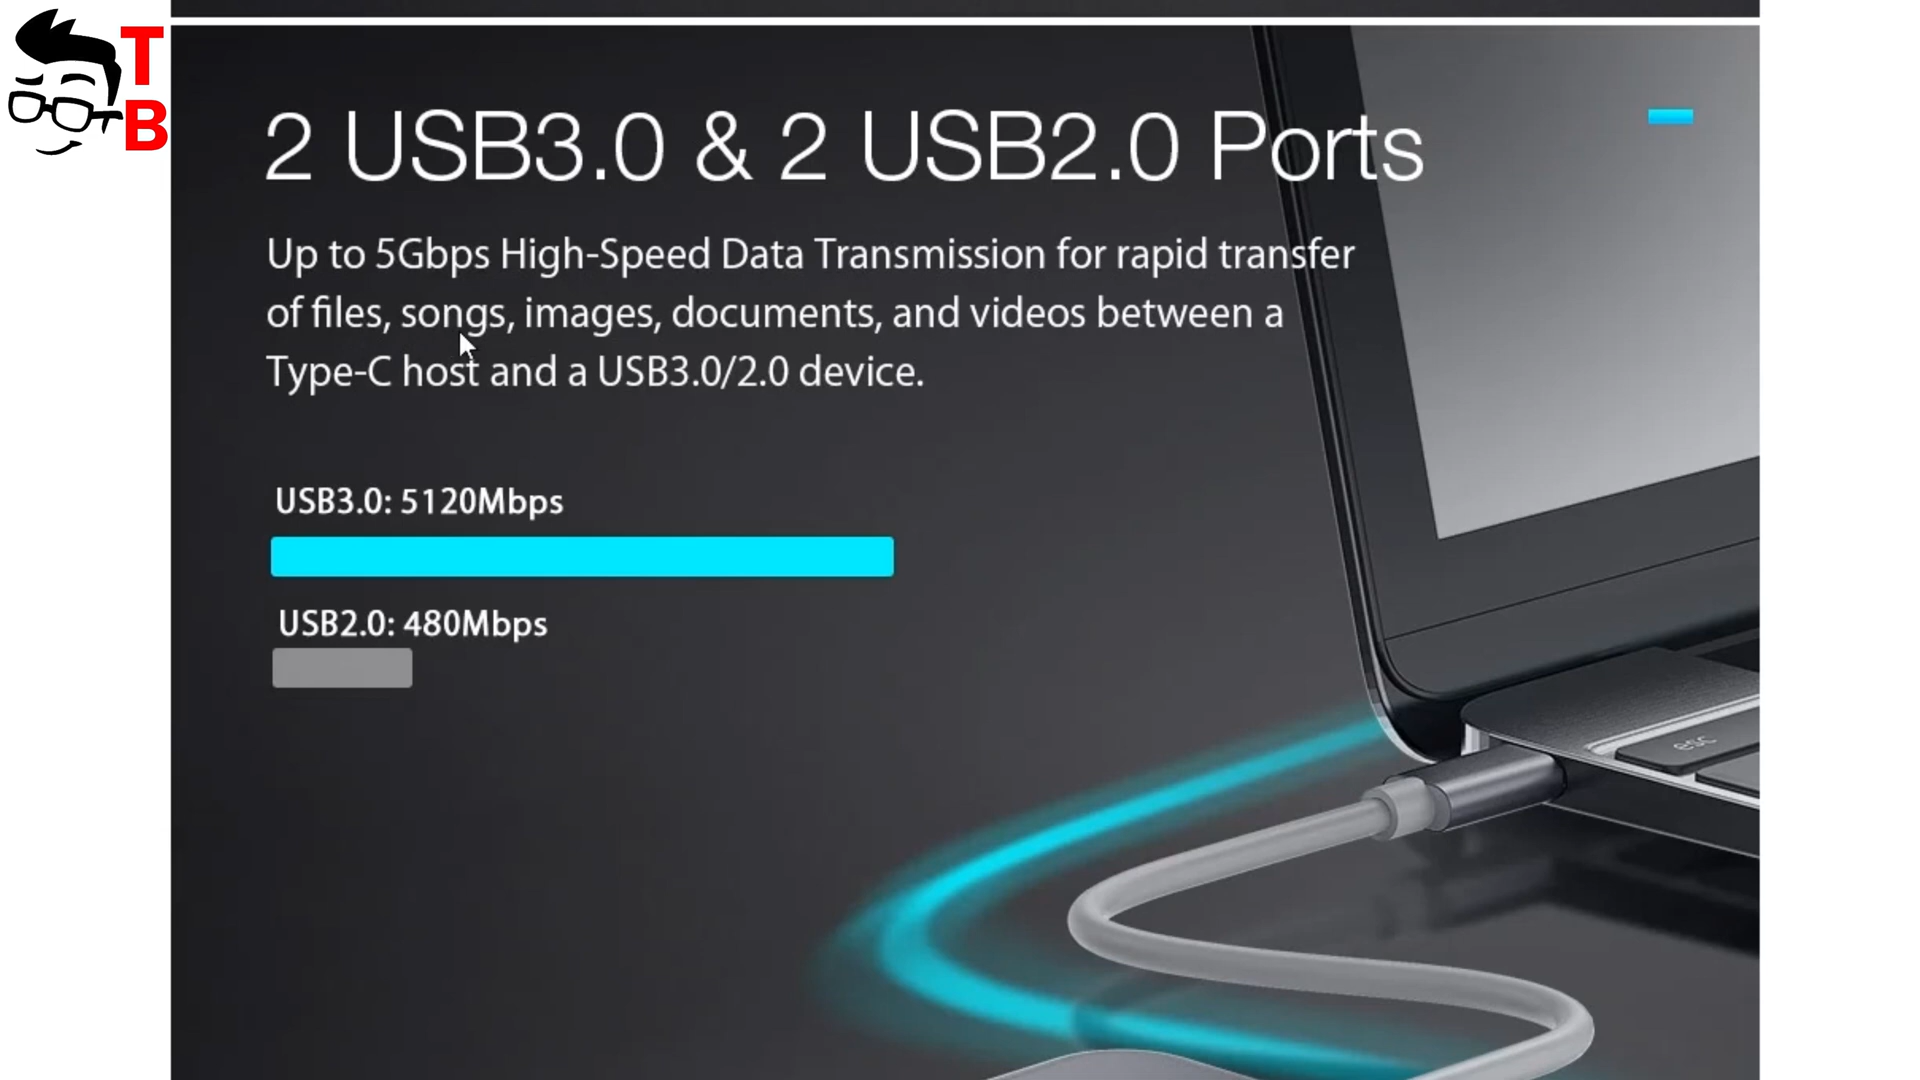 T
B
2 USB3.0 & 2 USB2.0 Ports
Up to 5Gbps High-Speed Data Transmission for rapid transfer
of files, songs, images, documents, and videos between a
Type-C host and a USB3.0/2.0 device.
USB3.0: 5120Mbps
USB2.0: 480Mbps
esc